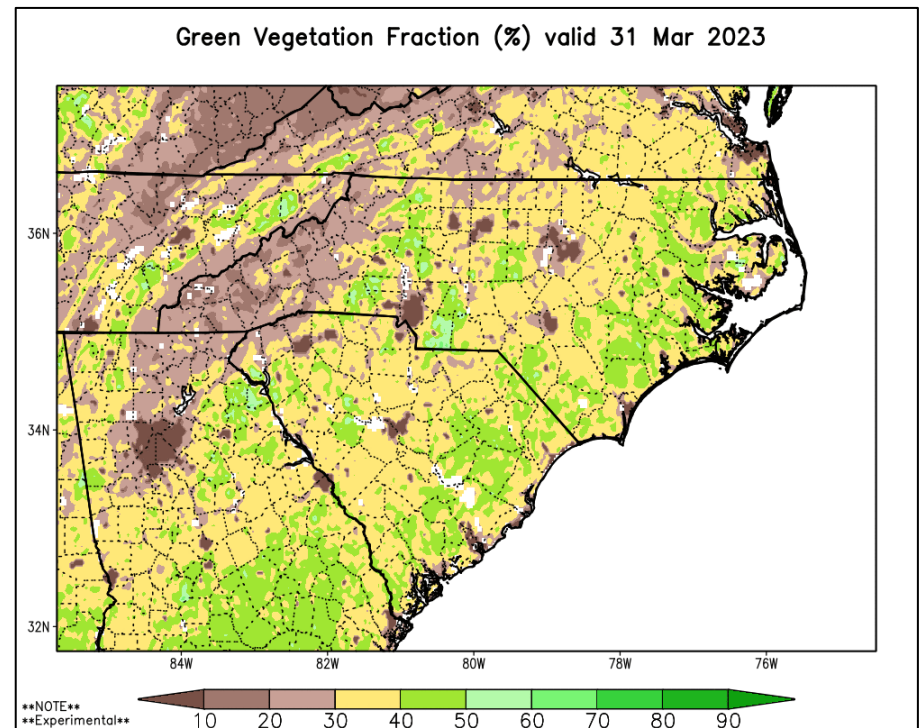 Green Vegetation Fraction (%) valid 31 Mar 2023
36N
34N
32N
84W 82W 80W 78W 76W
**NOTE**
**Experimental**
10 20 30 40 50 60 70 80 90